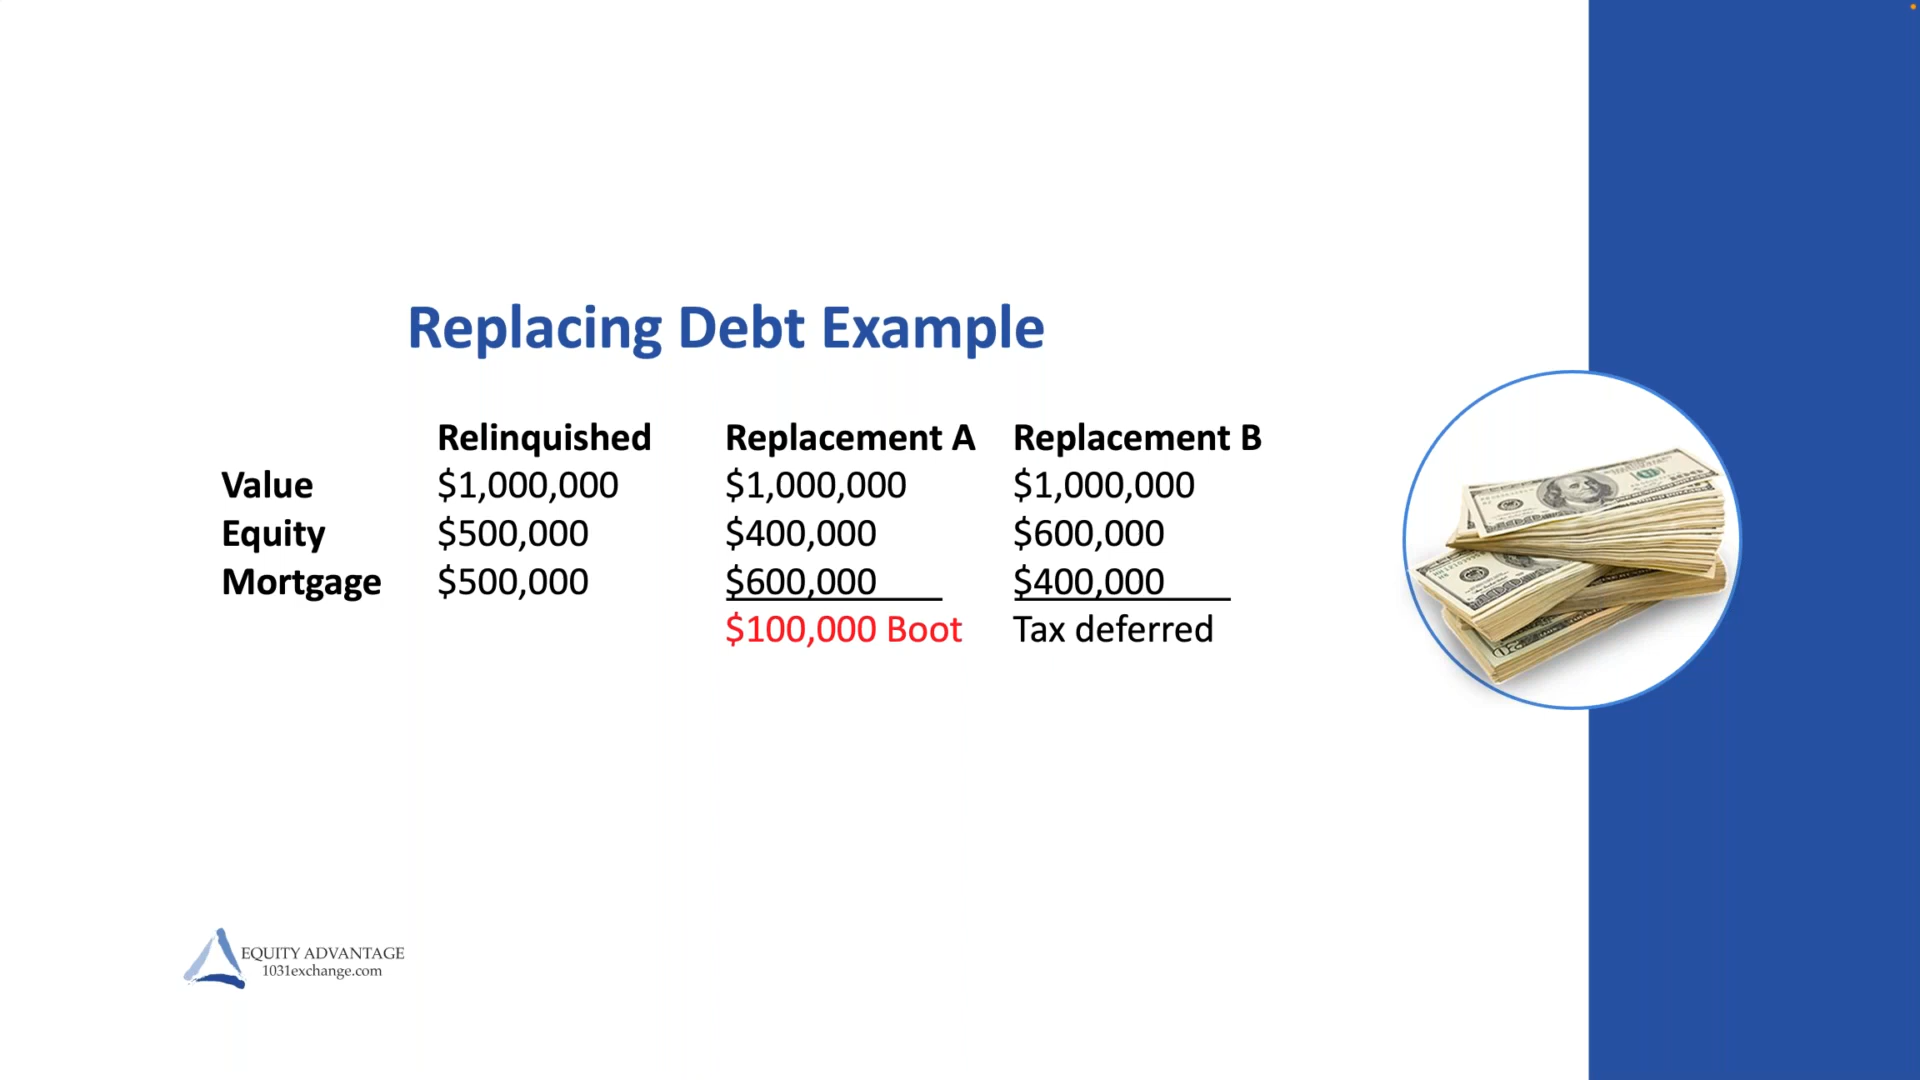 Replacing Debt Example
Relinquished Replacement A Replacement B
Value $1,000,000 $1,000,000 $1,000,000
Equity $500,000 $400,000 $600,000
Mortgage $500,000 $600,000 $400,000
$100,000 Boot Tax deferred
EQUITY ADVANTAGE
1031exchange.com